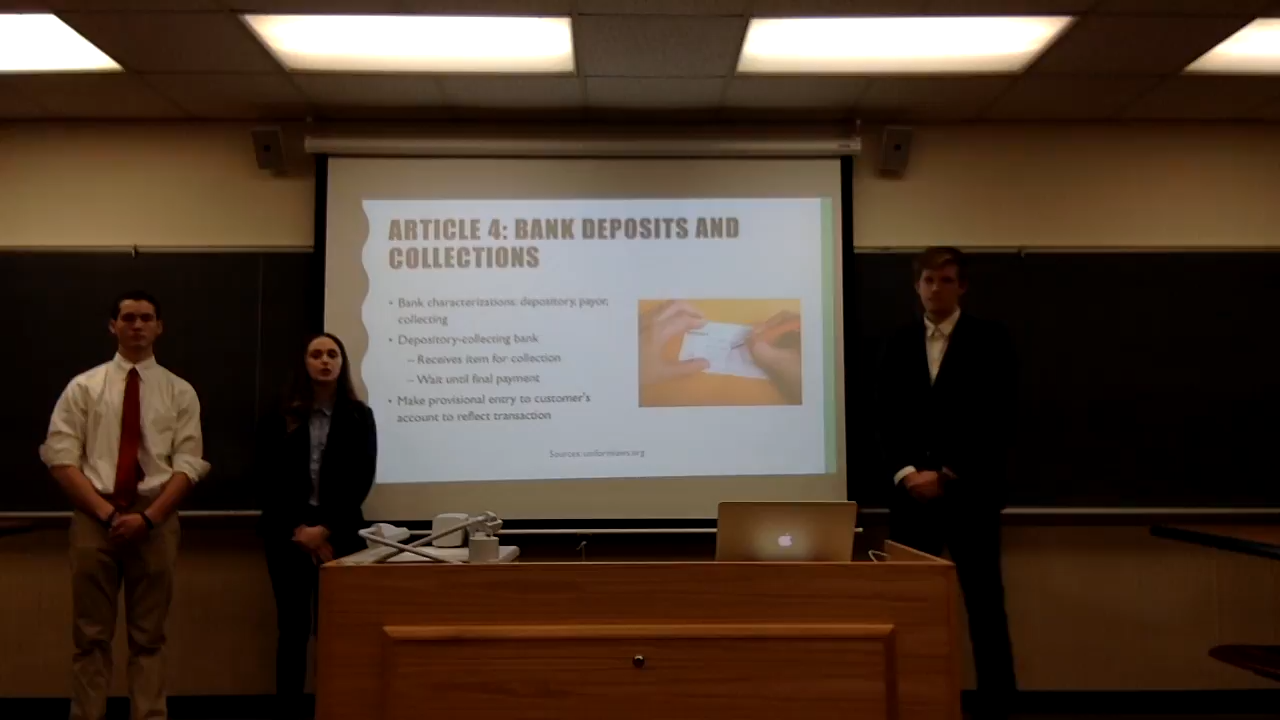 ARTICLE 4: BANK DEPOSITS AND
COLLECTIONS
• Bank characterizations: depository, payor,
collecting
• Depository-collecting bank
– Receives item for collection
– Wait until final payment
• Make provisional entry to customer's
account to reflect transaction
Sources: uniformlaws.org